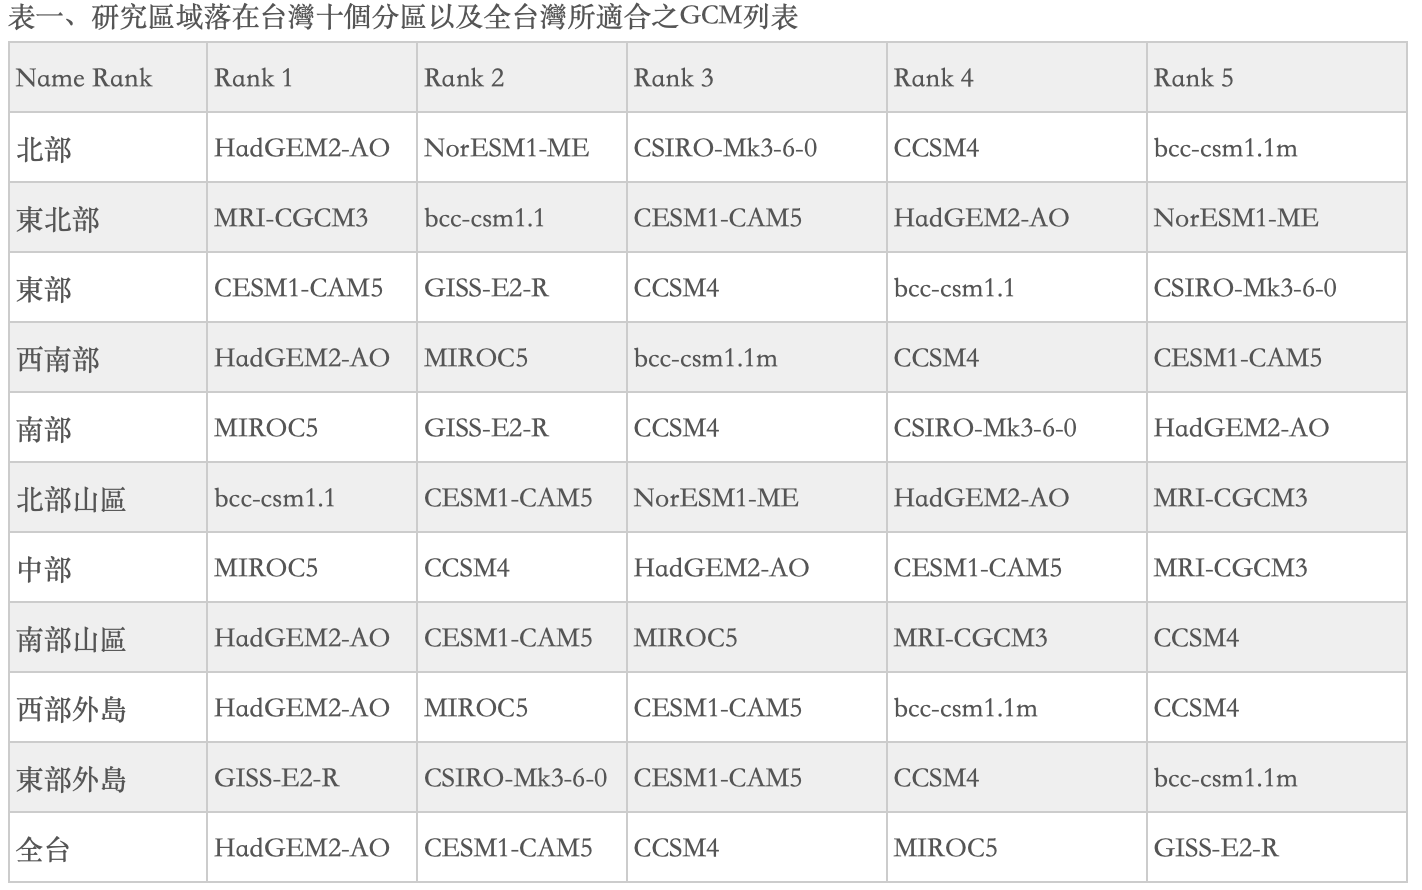 表一、研究區域落在台灣十個分區以及全台灣所適合之GCM列表
Name Rank Rank 1 Rank 2 Rank 3 Rank 4 Rank 5
北部 HadGEM2-AO NorESM1-ME CSIRO-Mk3-6-0 CCSM4 bcc-csm1.1m
東北部 MRI-CGCM3 bcc-csm1.1 CESM1-CAM5 HadGEM2-AO NorESM1-ME
東部 CESM1-CAM5 GISS-E2-R CCSM4 bcc-csm1.1 CSIRO-Mk3-6-0
西南部 HadGEM2-AO MIROC5 bcc-csm1.1m CCSM4 CESM1-CAM5
南部 MIROC5 GISS-E2-R CCSM4 CSIRO-Mk3-6-0 HadGEM2-AO
北部山區 bcc-csm1.1 CESM1-CAM5 NorESM1-ME HadGEM2-AO MRI-CGCM3
中部 MIROC5 CCSM4 HadGEM2-AO CESM1-CAM5 MRI-CGCM3
南部山區 HadGEM2-AO CESM1-CAM5 MIROC5 MRI-CGCM3 CCSM4
西部外島 HadGEM2-AO MIROC5 CESM1-CAM5 bcc-csm1.1m CCSM4
東部外島 GISS-E2-R CSIRO-Mk3-6-0 CESM1-CAM5 CCSM4 bcc-csm1.1m
全台 HadGEM2-AO CESM1-CAM5 CCSM4 MIROC5 GISS-E2-R